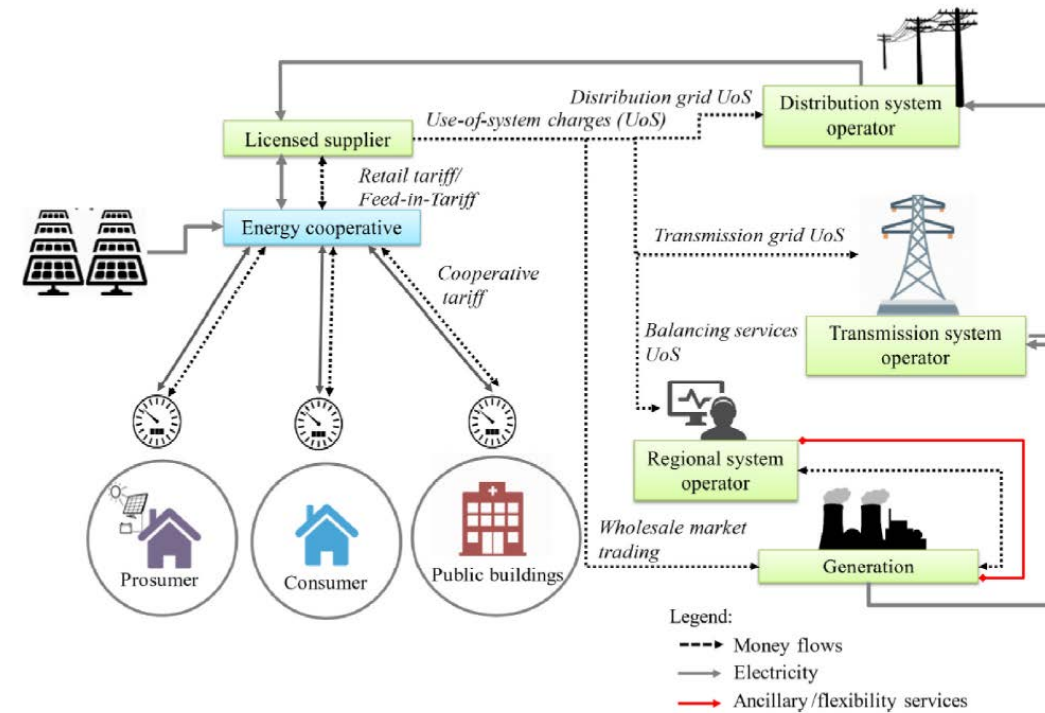 Distribution grid UoS
Use-of-system charges (UoS)
Distribution system
operator
Licensed supplier
Retail tariff/
Feed-in-Tariff
Energy cooperative
Transmission grid UoS
Cooperative
tariff
Balancing services
UoS
Transmission system
operator
Regional system
operator
Prosumer
Consumer
Public buildings
Wholesale market
trading
Generation
Legend:
Money flows
Electricity
Ancillary/flexibility services